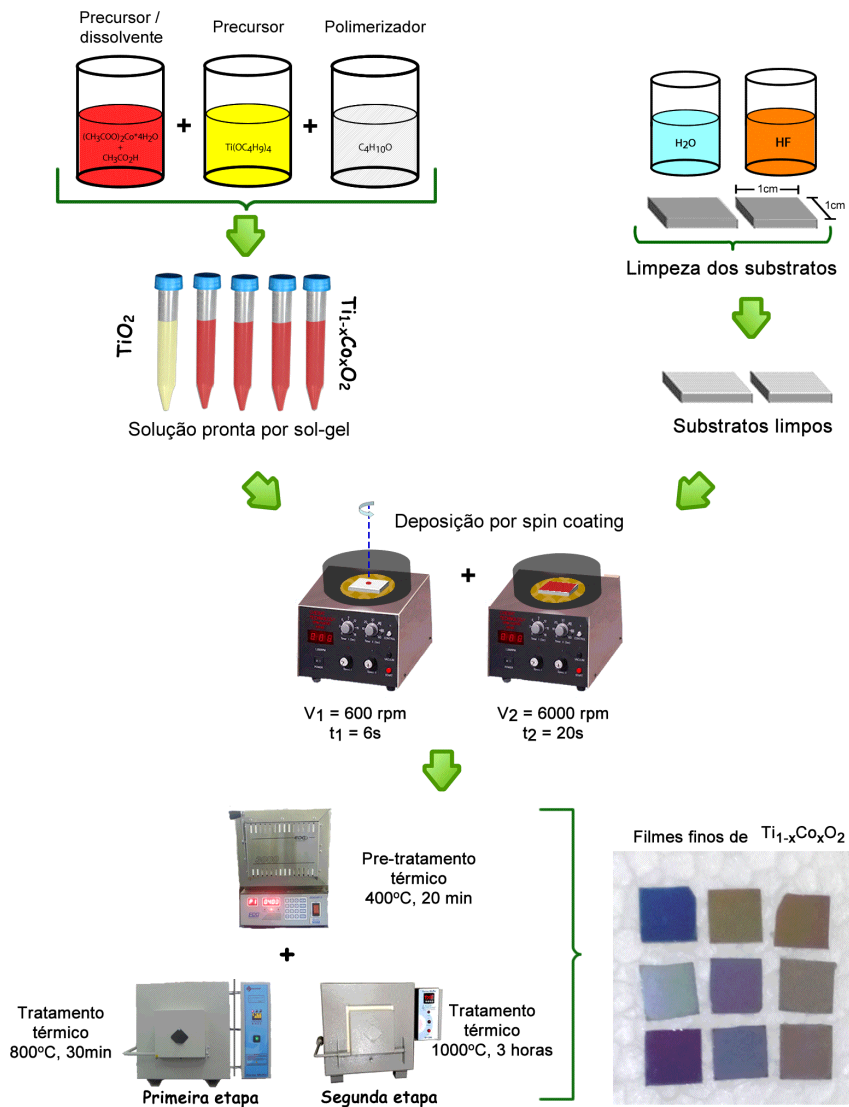 Precursor /
dissolvente
Precursor
Polimerizador
(CH3COO)2Co*4H2O
+
CH3CO2H
+
Ti(OC4H9)4
+
C4H10O
H2O
HF
1cm
1cm
Limpeza dos substratos
TiO2
Ti1-xCoxO2
Solução pronta por sol-gel
Substratos limpos
Deposição por spin coating
+
V1 = 600 rpm
t1 = 6s
V2 = 6000 rpm
t2 = 20s
Pre-tratamento
térmico
400ºC, 20 min
+
Tratamento
térmico
800ºC, 30min
Primeira etapa
Tratamento
térmico
1000ºC, 3 horas
Segunda etapa
Filmes finos de Ti1-xCoxO2